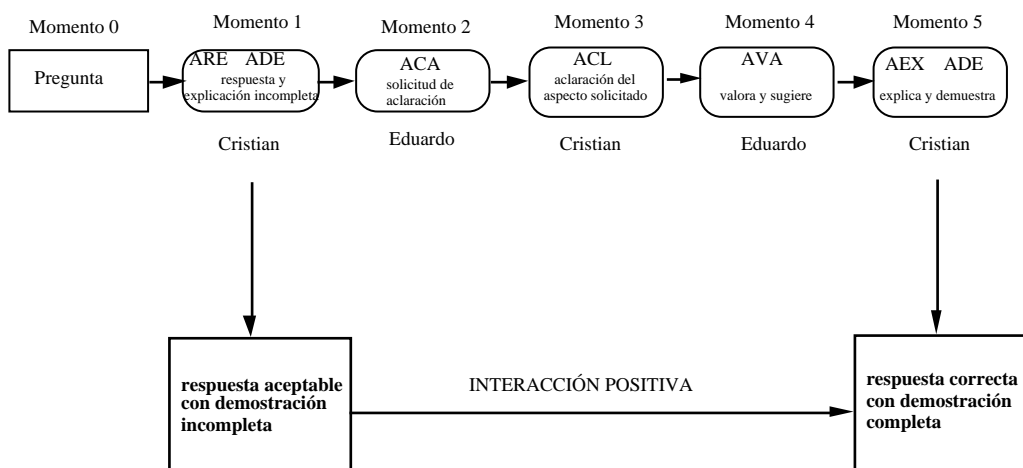 Momento 0
Momento 1
Momento 2
Momento 3
Momento 4
Momento 5
Pregunta
ARE ADE
respuesta y
explicación incompleta
ACA
solicitud de
aclaración
ACL
aclaración del
aspecto solicitado
AVA
valora y sugiere
AEX ADE
explica y demuestra
Cristian
Eduardo
Cristian
Eduardo
Cristian
respuesta aceptable
con demostración
incompleta
INTERACCIÓN POSITIVA
respuesta correcta
con demostración
completa